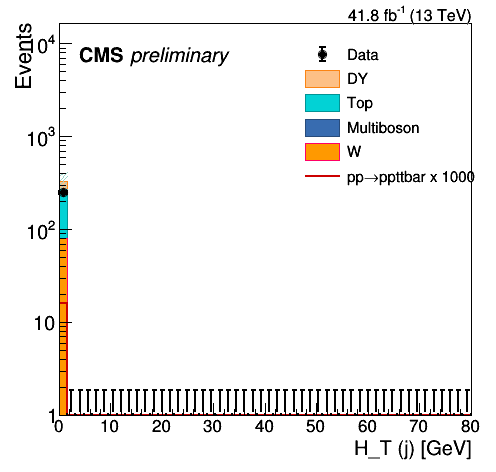 41.8 fb⁻¹ (13 TeV)
Events
CMS preliminary
Data
DY
Top
Multiboson
W
pp→ppttbar x 1000
10⁴
10³
10²
10
1
0 10 20 30 40 50 60 70 80
H_T (j) [GeV]